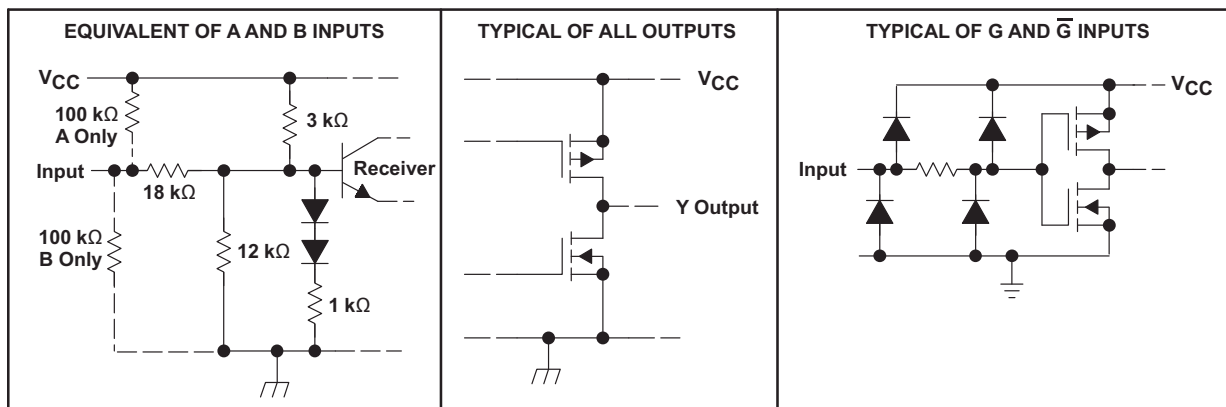 EQUIVALENT OF A AND B INPUTS
VCC
100 kΩ
A Only
3 kΩ
Input
18 kΩ
Receiver
100 kΩ
B Only
12 kΩ
1 kΩ
TYPICAL OF ALL OUTPUTS
VCC
Y Output
TYPICAL OF G AND G̅ INPUTS
VCC
Input